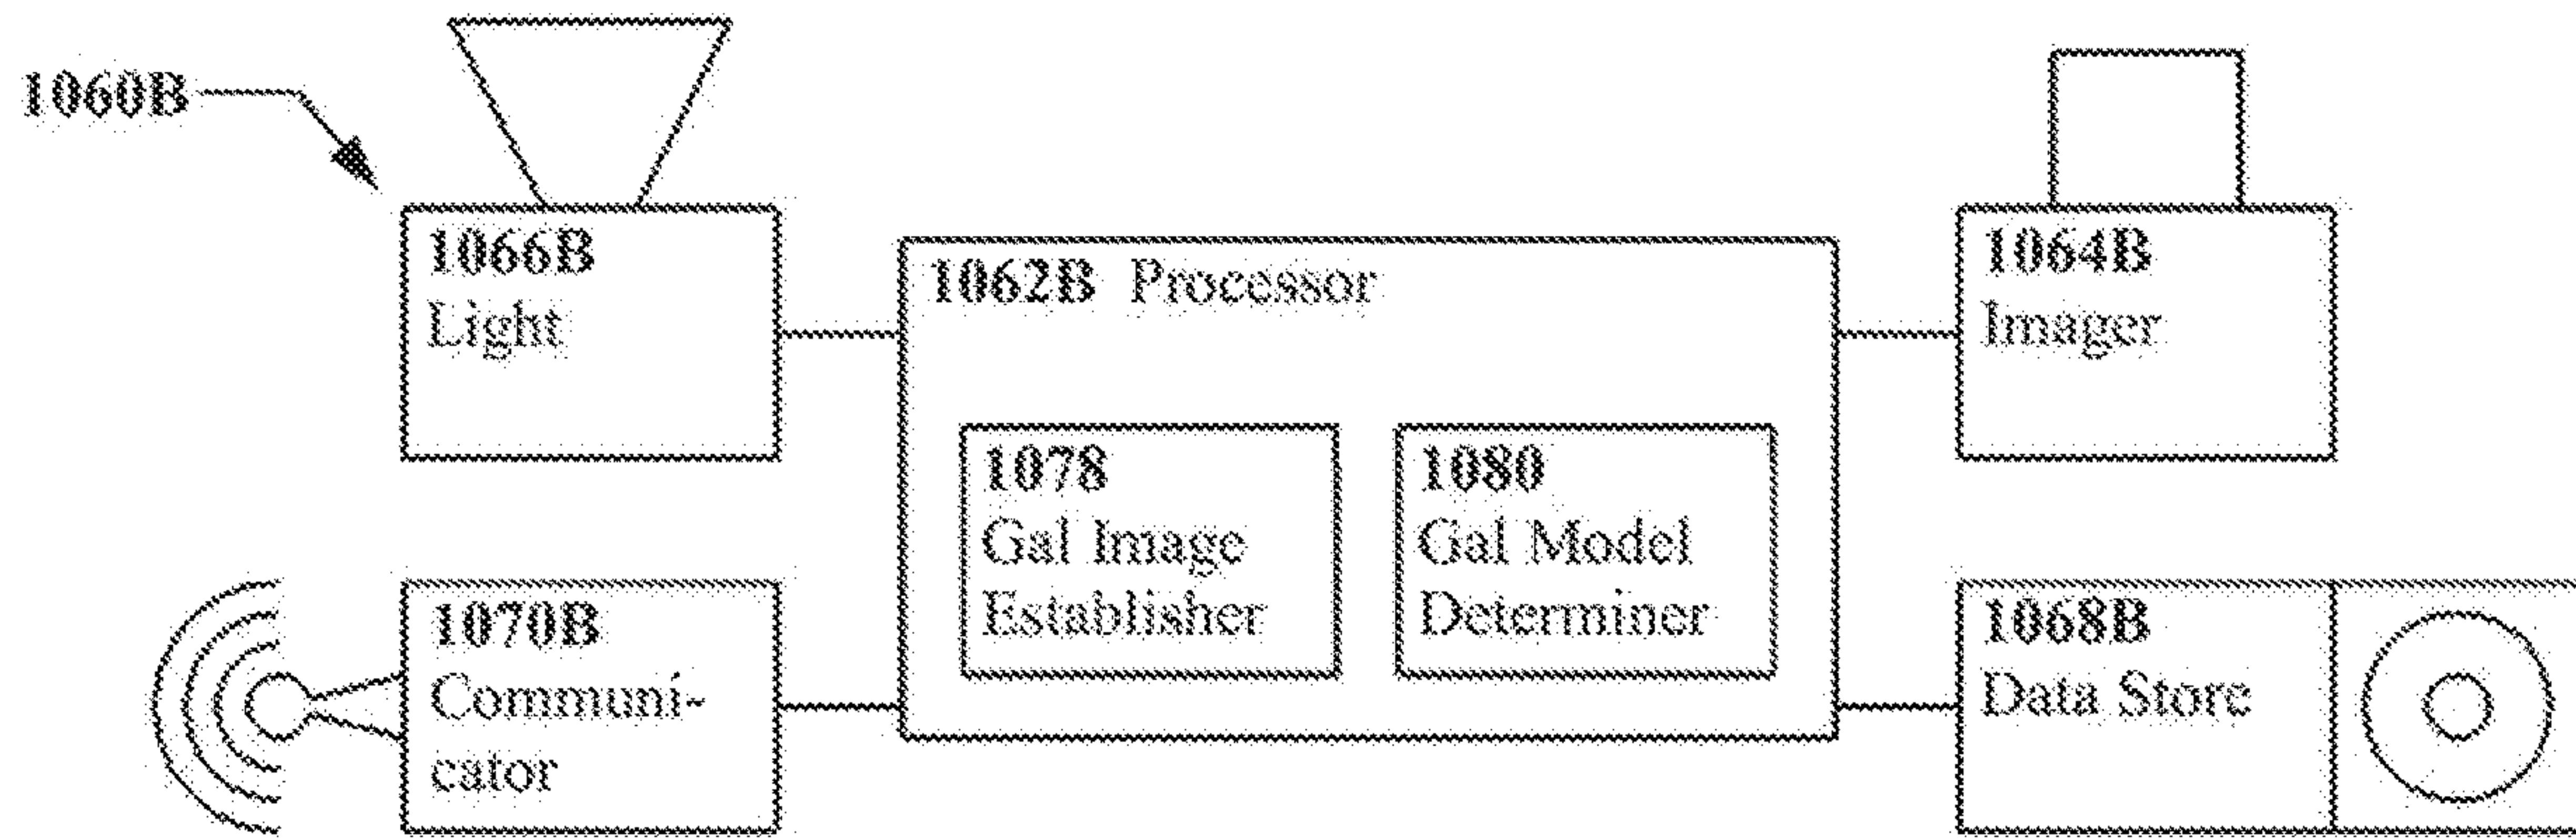 1060B
1066B
Light
1062B Processor
1064B
Imager
1078
Gal Image
Establisher
1080
Gal Model
Determiner
1070B
Communi-
cator
1068B
Data Store